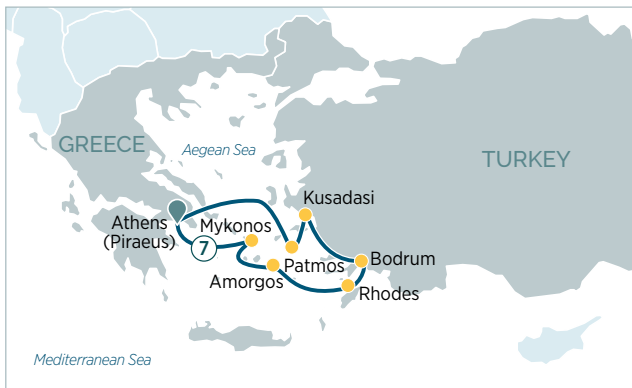 GREECE
Aegean Sea
TURKEY
Kusadasi
Athens
(Piraeus)
Mykonos
7
Patmos
Bodrum
Amorgos
Rhodes
Mediterranean Sea